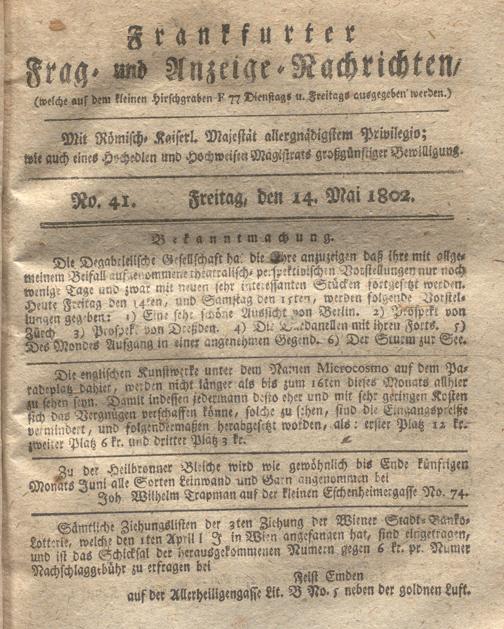 Frankfurter
Frag- und Anzeige-Nachrichten,
(welche auf dem kleinen Hirschgraben F 77 Dienstags u. Freitags ausgegeben werden.)
Mit Römisch-Kaiserl. Majestät allergnädigstem Privilegio;
wie auch eines Hochedlen und Hochweisen Magistrats großgünstiger Bewilligung.
No. 41. Freitag, den 14. Mai 1802.
Bekanntmachung.
Die Degabrielische Gesellschaft hat die Ehre anzuzeigen daß ihre mit allge-
meinem Beifall aufgenommene theatralisch-perspektivischen Vorstellungen nur noch
wenige Tage und zwar mit neuen sehr interessanten Stücken fortgesetzt werden.
Heute Freitag den 14ten, und Samstag den 15ten, werden folgende Vorstel-
lungen gegeben: 1) Eine sehr schöne Aussicht von Berlin. 2) Prospekt von
Zürch 3) Prospekt von Dreßden. 4) Die Dardanellen mit ihren Forts. 5)
Des Mondes Aufgang in einer angenehmen Gegend. 6) Der Sturm zur See.
Die englischen Kunstwerke unter dem Namen Microcosmo auf dem Pa-
radeplatz dahier, werden nicht länger als bis zum 16ten dieses Monats allhier
zu sehen seyn. Damit indessen jedermann desto eher und mit sehr geringen Kosten
sich das Vergnügen verschaffen könne, solche zu sehen, sind die Eingangspreiße
vermindert, und folgendermaßen herabgesetzt worden, als: erster Platz 12 kr.
zweiter Platz 6 kr. und dritter Platz 3 kr.
Zu der Heilbronner Bleiche wird wie gewöhnlich bis Ende künfrigen
Monats Juni alle Sorten Leinwand und Garn angenommen bei
Joh. Wilhelm Trapman auf der kleinen Eschenheimergasse No. 74.
Sämtliche Ziehungslisten der 3ten Ziehung der Wiener Stadt-Banko-
Lotterie, welche den 1ten April l J in Wien angefangen hat, sind eingetragen,
und ist das Schicksal der herausgekommenen Numern gegen 6 kr. pr. Numer
Nachschlaggebühr zu erfragen bei
Feist Emden
auf der Allerheiligengasse Lit. B No. 5 neben der goldnen Luft.